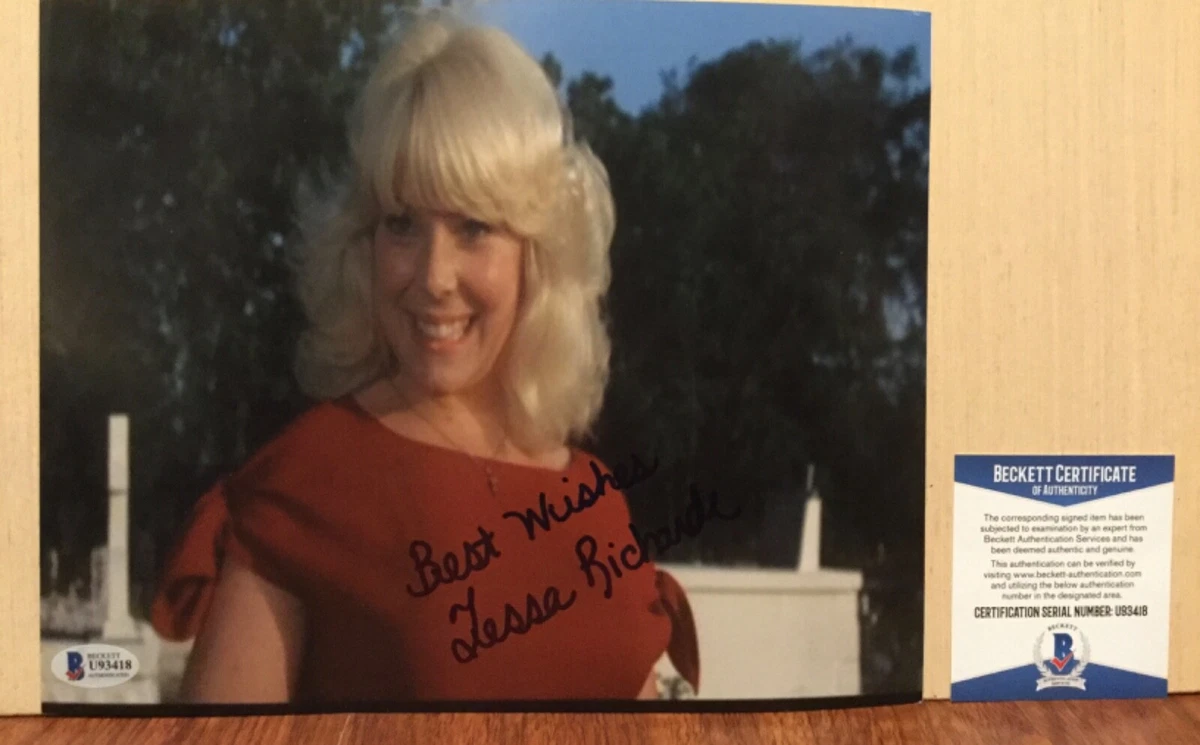 Best Wishes
Tessa Richarde
BECKETT
U93418
AUTHENTICATED
BECKETT CERTIFICATE
OF AUTHENTICITY
The corresponding signed item has been
subjected to examination by an expert from
Beckett Authentication Services and has
been deemed authentic and genuine.
This authentication can be verified by
visiting www.beckett-authentication.com
and utilizing the below authentication
number in the designated area.
CERTIFICATION SERIAL NUMBER: U93418
BECKETT
B